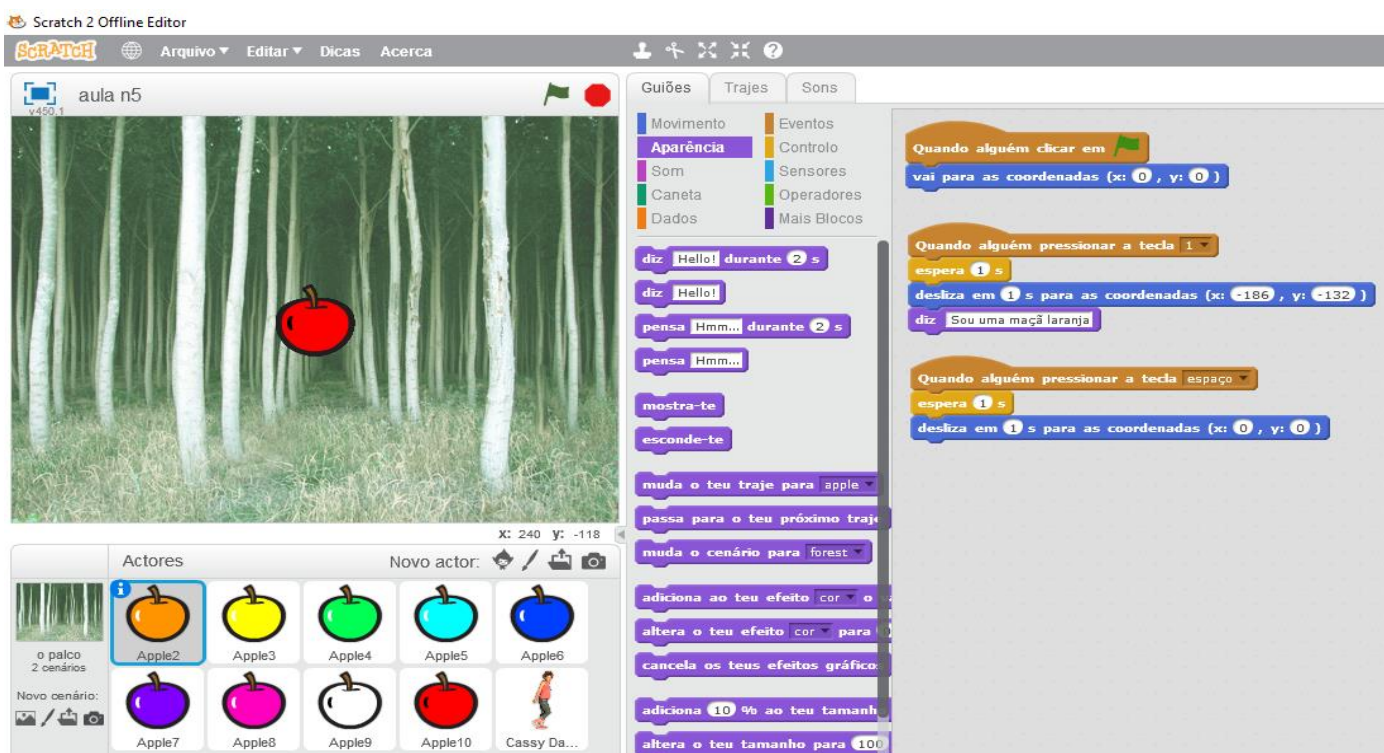 Scratch 2 Offline Editor
SCRATCH Arquivo Editar Dicas Acerca
v450.1 aula n5
x: 240 y: -118
Actores Novo actor:
o palco
2 cenários
Novo cenário:
Apple2 Apple3 Apple4 Apple5 Apple6
Apple7 Apple8 Apple9 Apple10 Cassy Da...
Guiões Trajes Sons
Movimento Eventos
Aparência Controlo
Som Sensores
Caneta Operadores
Dados Mais Blocos
diz Hello! durante 2 s
diz Hello!
pensa Hmm... durante 2 s
pensa Hmm...
mostra-te
esconde-te
muda o teu traje para apple
passa para o teu próximo traje
muda o cenário para forest
adiciona ao teu efeito cor o
altera o teu efeito cor para
cancela os teus efeitos gráficos
adiciona 10 % ao teu tamanh
altera o teu tamanho para 100
Quando alguém clicar em
vai para as coordenadas (x: 0 , y: 0 )
Quando alguém pressionar a tecla 1
espera 1 s
desliza em 1 s para as coordenadas (x: -186 , y: -132 )
diz Sou uma maçã laranja
Quando alguém pressionar a tecla espaço
espera 1 s
desliza em 1 s para as coordenadas (x: 0 , y: 0 )